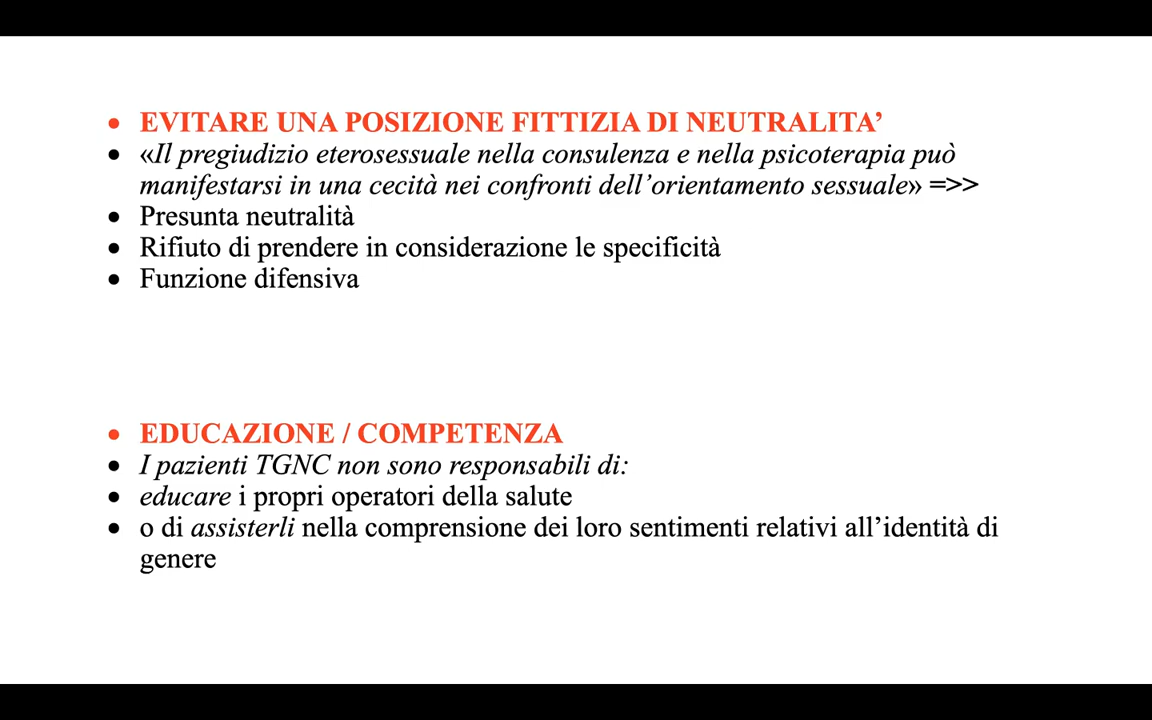 • EVITARE UNA POSIZIONE FITTIZIA DI NEUTRALITA’
• «Il pregiudizio eterosessuale nella consulenza e nella psicoterapia può
manifestarsi in una cecità nei confronti dell’orientamento sessuale» =>>
• Presunta neutralità
• Rifiuto di prendere in considerazione le specificità
• Funzione difensiva
• EDUCAZIONE / COMPETENZA
• I pazienti TGNC non sono responsabili di:
• educare i propri operatori della salute
• o di assisterli nella comprensione dei loro sentimenti relativi all’identità di
genere